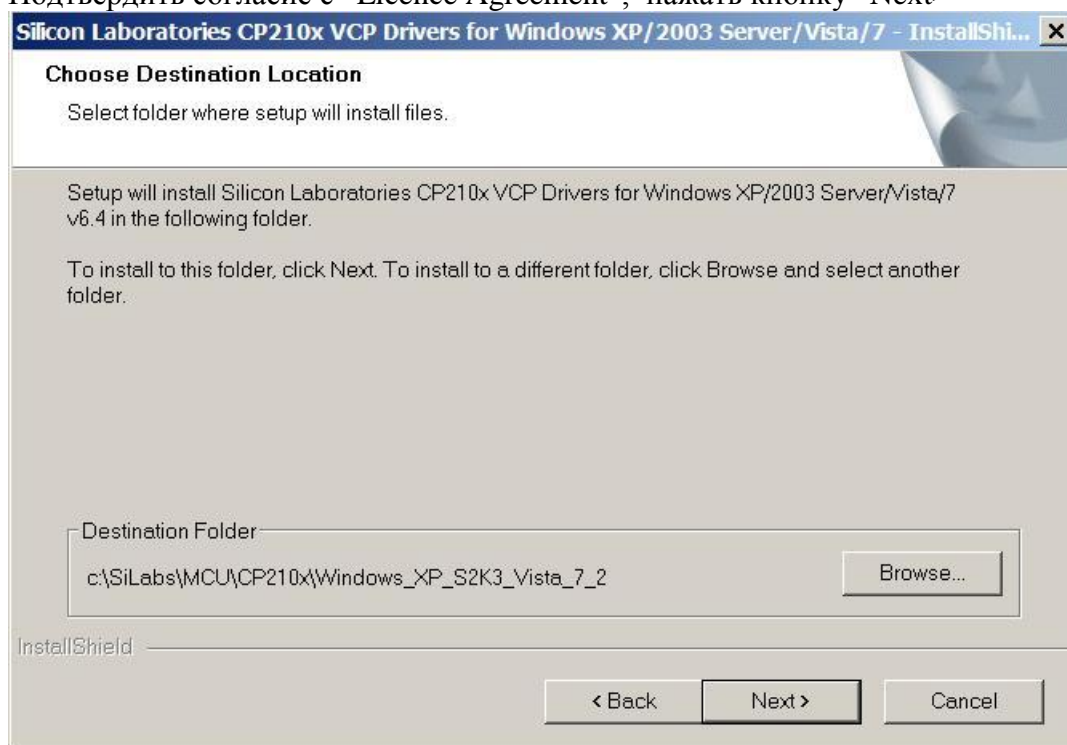 Подтвердить согласие с "Licence Agreement", нажать кнопку "Next"
Silicon Laboratories CP210x VCP Drivers for Windows XP/2003 Server/Vista/7 - InstallShi...
Choose Destination Location
Select folder where setup will install files.
Setup will install Silicon Laboratories CP210x VCP Drivers for Windows XP/2003 Server/Vista/7
v6.4 in the following folder.
To install to this folder, click Next. To install to a different folder, click Browse and select another
folder.
Destination Folder
c:\SiLabs\MCU\CP210x\Windows_XP_S2K3_Vista_7_2
Browse...
InstallShield
< Back
Next >
Cancel